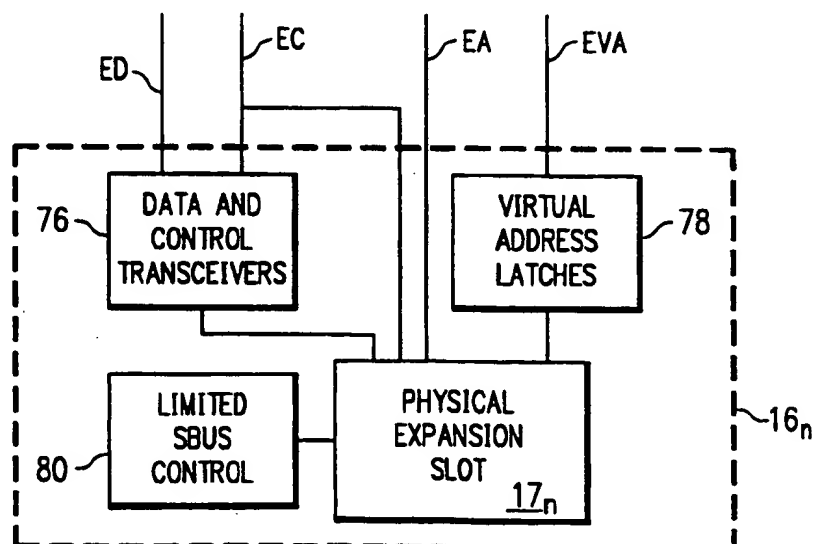 ED
EC
EA
EVA
76
DATA AND
CONTROL
TRANSCEIVERS
VIRTUAL
ADDRESS
LATCHES
78
80
LIMITED
SBUS
CONTROL
PHYSICAL
EXPANSION
SLOT
17n
16n